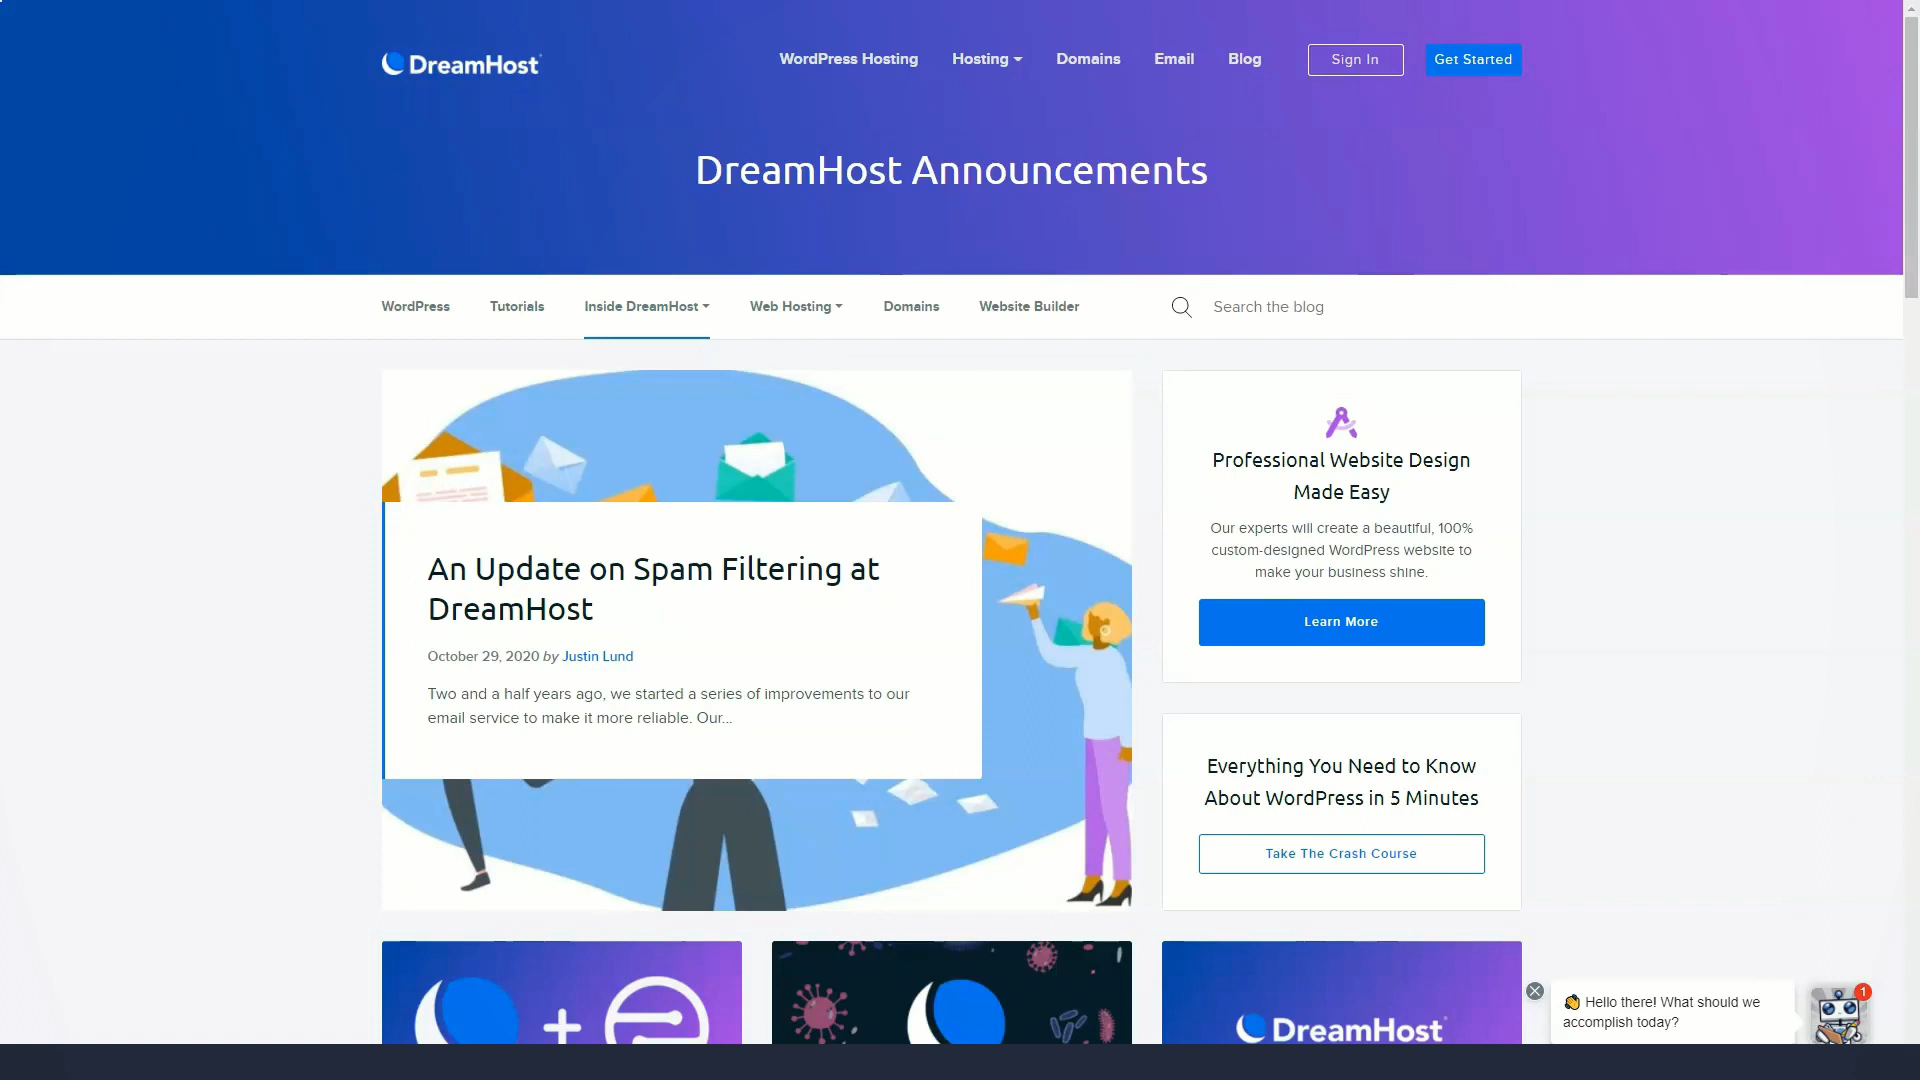 DreamHost
WordPress Hosting
Hosting
Domains
Email
Blog
Sign In
Get Started
DreamHost Announcements
WordPress
Tutorials
Inside DreamHost
Web Hosting
Domains
Website Builder
Search the blog
An Update on Spam Filtering at
DreamHost
October 29, 2020 by Justin Lund
Two and a half years ago, we started a series of improvements to our
email service to make it more reliable. Our...
Professional Website Design
Made Easy
Our experts will create a beautiful, 100%
custom-designed WordPress website to
make your business shine.
Learn More
Everything You Need to Know
About WordPress in 5 Minutes
Take The Crash Course
DreamHost
👋 Hello there! What should we
accomplish today?
1